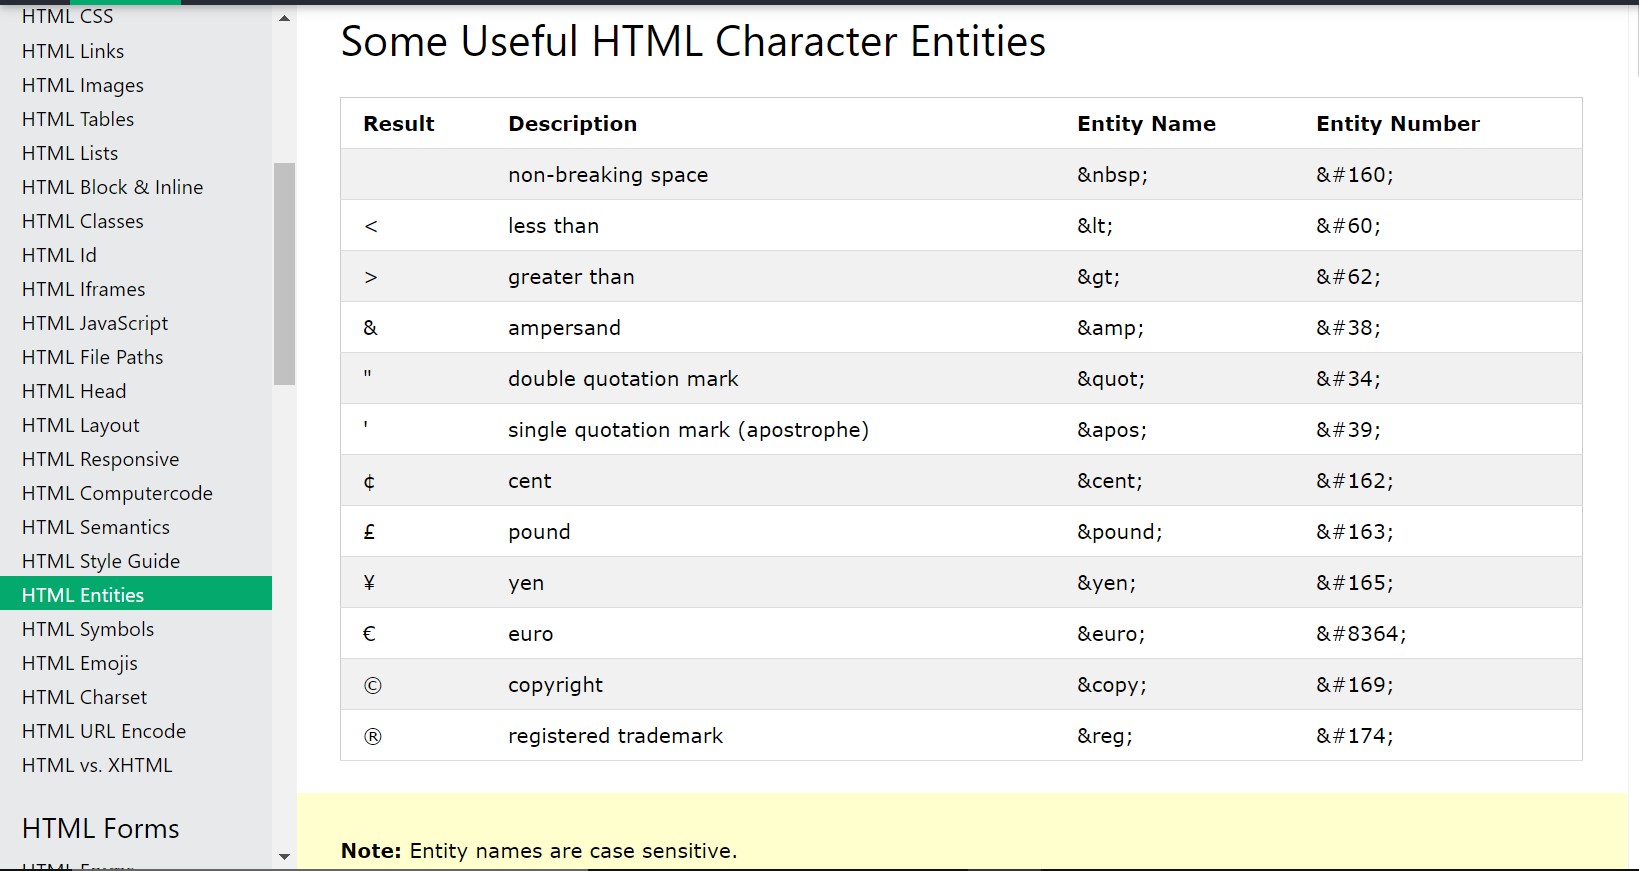 HTML CSS
HTML Links
HTML Images
HTML Tables
HTML Lists
HTML Block & Inline
HTML Classes
HTML Id
HTML Iframes
HTML JavaScript
HTML File Paths
HTML Head
HTML Layout
HTML Responsive
HTML Computercode
HTML Semantics
HTML Style Guide
HTML Entities
HTML Symbols
HTML Emojis
HTML Charset
HTML URL Encode
HTML vs. XHTML
HTML Forms
Some Useful HTML Character Entities
Result Description Entity Name Entity Number
non-breaking space &nbsp; &#160;
< less than &lt; &#60;
> greater than &gt; &#62;
& ampersand &amp; &#38;
" double quotation mark &quot; &#34;
' single quotation mark (apostrophe) &apos; &#39;
¢ cent &cent; &#162;
£ pound &pound; &#163;
¥ yen &yen; &#165;
€ euro &euro; &#8364;
© copyright &copy; &#169;
® registered trademark &reg; &#174;
Note: Entity names are case sensitive.